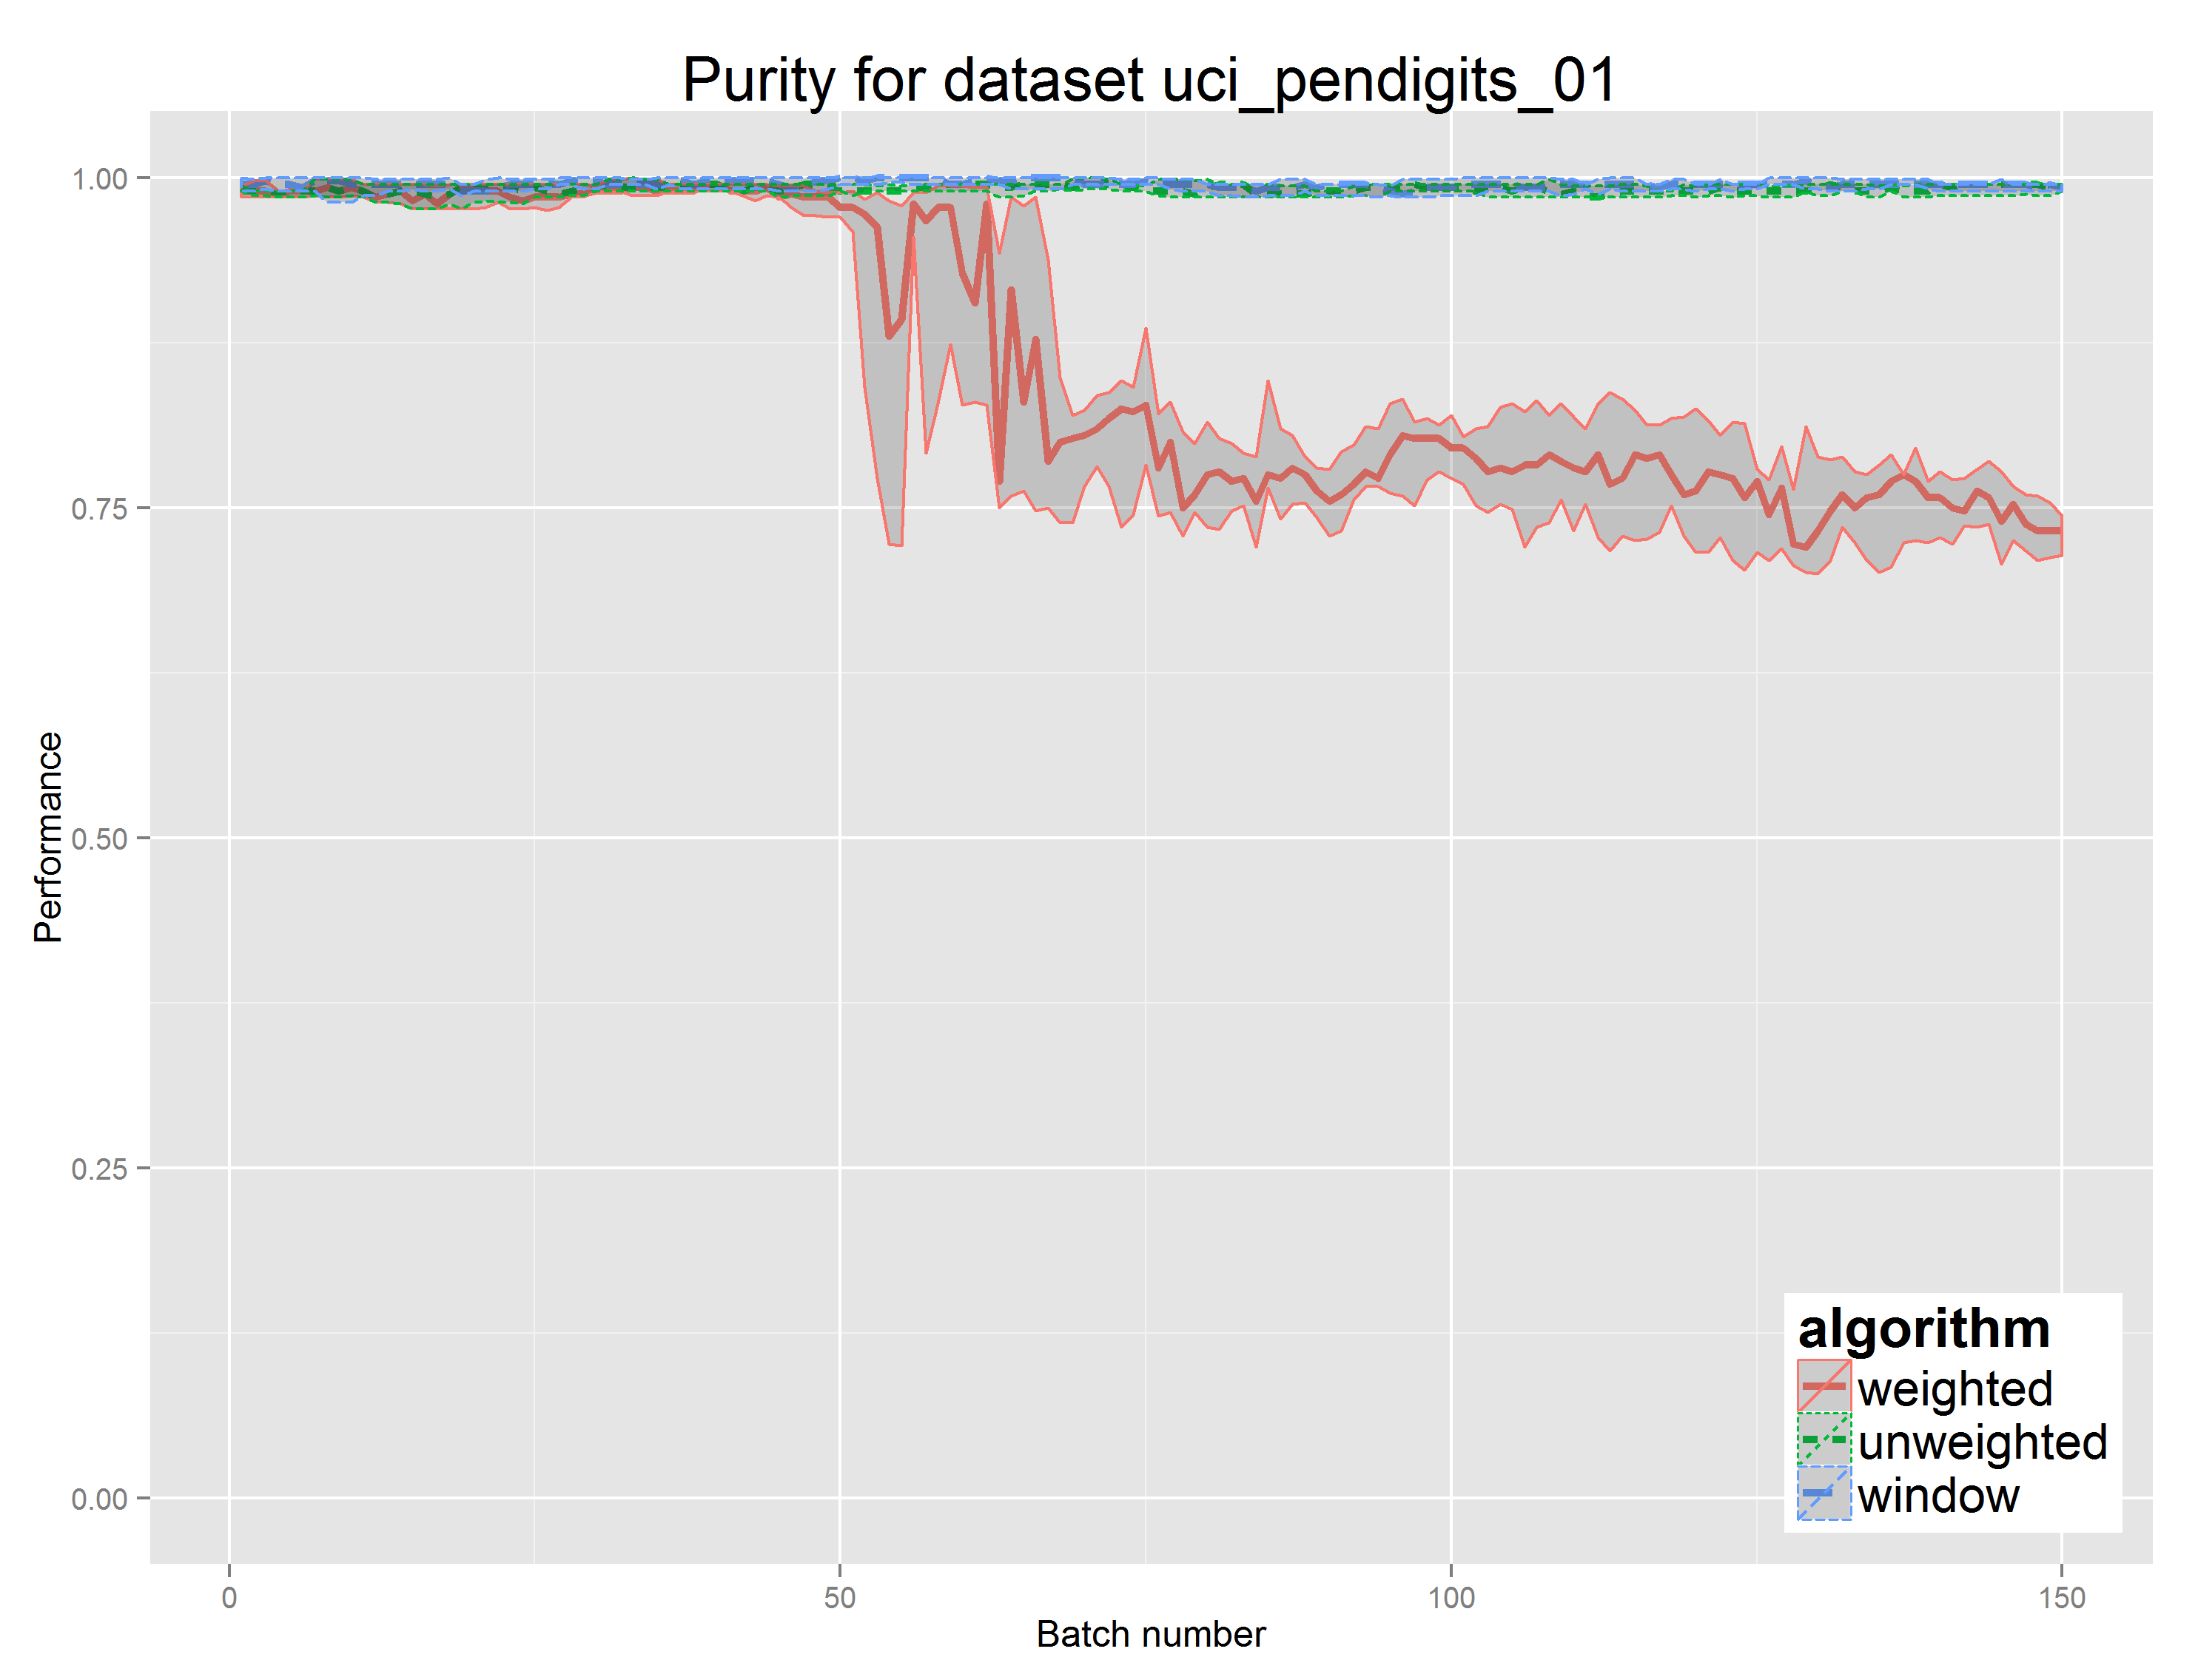 Purity for dataset uci_pendigits_01
Performance
1.00
0.75
0.50
0.25
0.00
0
50
100
150
Batch number
algorithm
weighted
unweighted
window